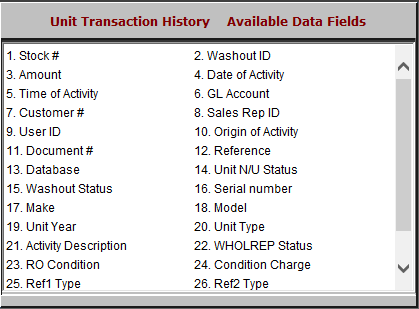 Unit Transaction History Available Data Fields
1. Stock # 2. Washout ID
3. Amount 4. Date of Activity
5. Time of Activity 6. GL Account
7. Customer # 8. Sales Rep ID
9. User ID 10. Origin of Activity
11. Document # 12. Reference
13. Database 14. Unit N/U Status
15. Washout Status 16. Serial number
17. Make 18. Model
19. Unit Year 20. Unit Type
21. Activity Description 22. WHOLREP Status
23. RO Condition 24. Condition Charge
25. Ref1 Type 26. Ref2 Type